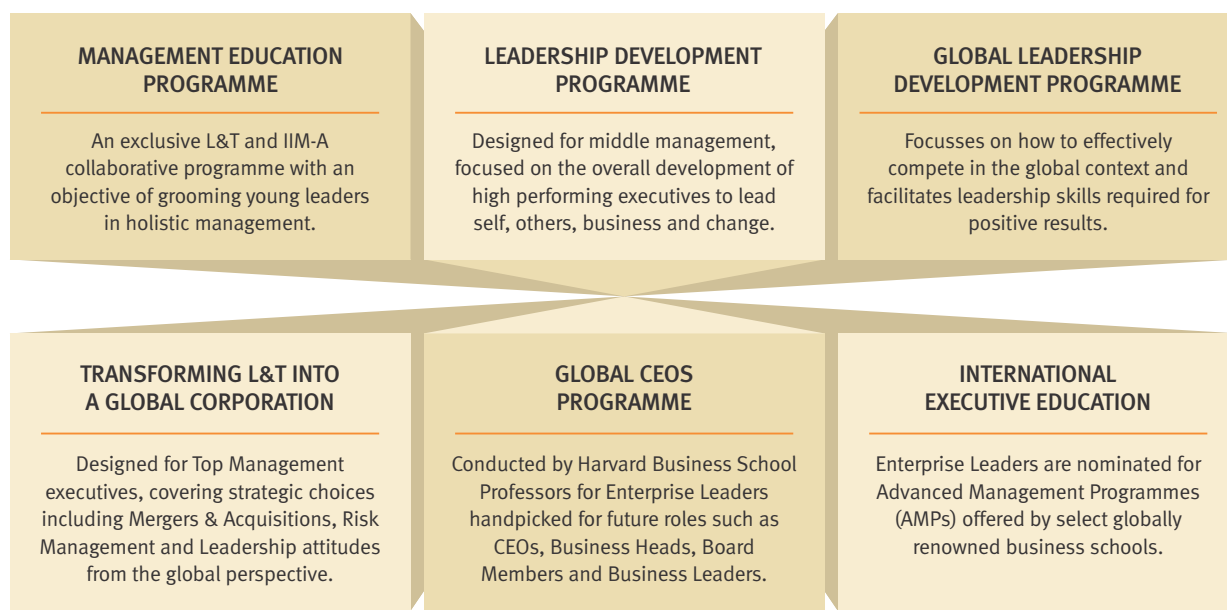 MANAGEMENT EDUCATION
PROGRAMME
An exclusive L&T and IIM-A
collaborative programme with an
objective of grooming young leaders
in holistic management.
LEADERSHIP DEVELOPMENT
PROGRAMME
Designed for middle management,
focused on the overall development of
high performing executives to lead
self, others, business and change.
GLOBAL LEADERSHIP
DEVELOPMENT PROGRAMME
Focusses on how to effectively
compete in the global context and
facilitates leadership skills required for
positive results.
TRANSFORMING L&T INTO
A GLOBAL CORPORATION
Designed for Top Management
executives, covering strategic choices
including Mergers & Acquisitions, Risk
Management and Leadership attitudes
from the global perspective.
GLOBAL CEOS
PROGRAMME
Conducted by Harvard Business School
Professors for Enterprise Leaders
handpicked for future roles such as
CEOs, Business Heads, Board
Members and Business Leaders.
INTERNATIONAL
EXECUTIVE EDUCATION
Enterprise Leaders are nominated for
Advanced Management Programmes
(AMPs) offered by select globally
renowned business schools.